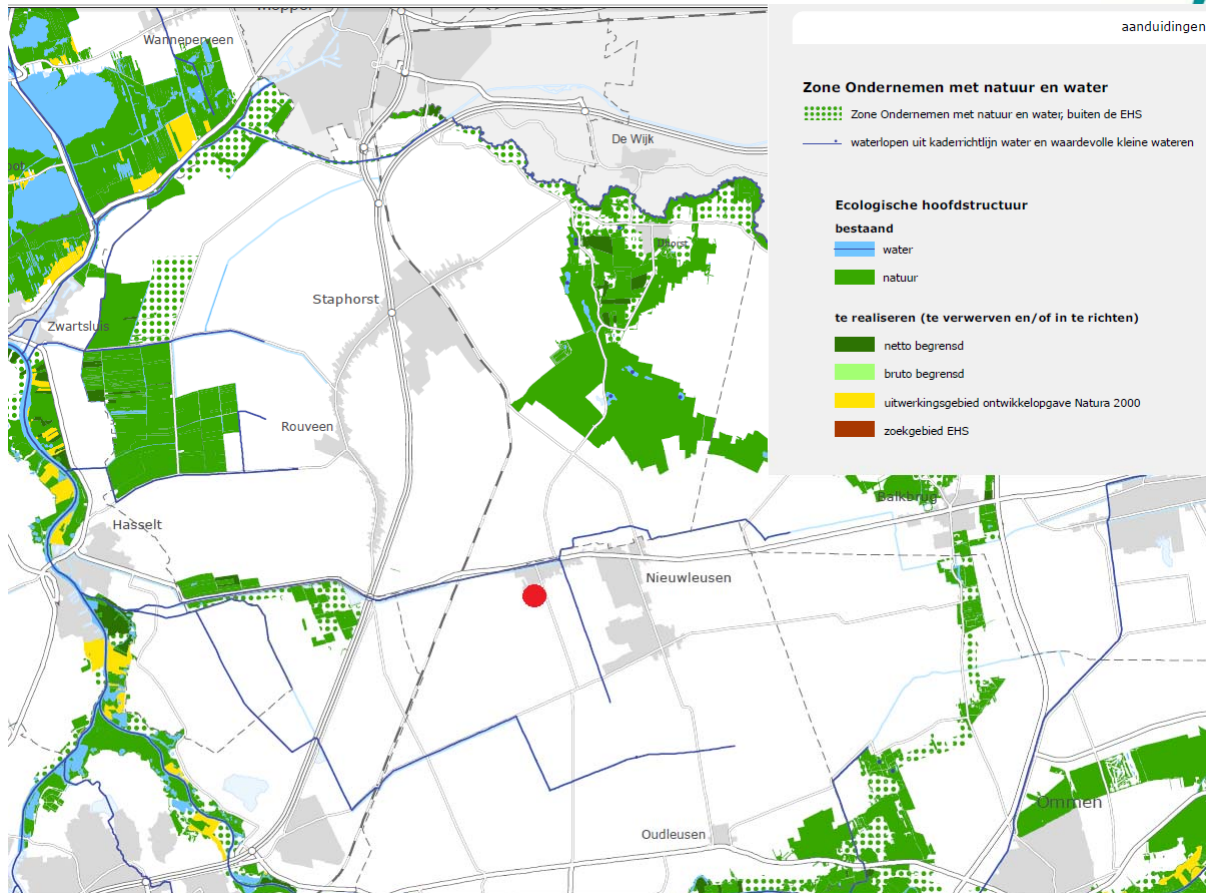 aanduidingen
Zone Ondernemen met natuur en water
Zone Ondernemen met natuur en water, buiten de EHS
waterlopen uit kaderrichtlijn water en waardevolle kleine wateren
Ecologische hoofdstructuur
bestaand
water
natuur
te realiseren (te verwerven en/of in te richten)
netto begrensd
bruto begrensd
uitwerkingsgebied ontwikkelopgave Natura 2000
zoekgebied EHS
Wanneperveen
De Wijk
Staphorst
Zwartsluis
Rouveen
Balkbrug
Hasselt
Nieuwleusen
Ommen
Oudleusen